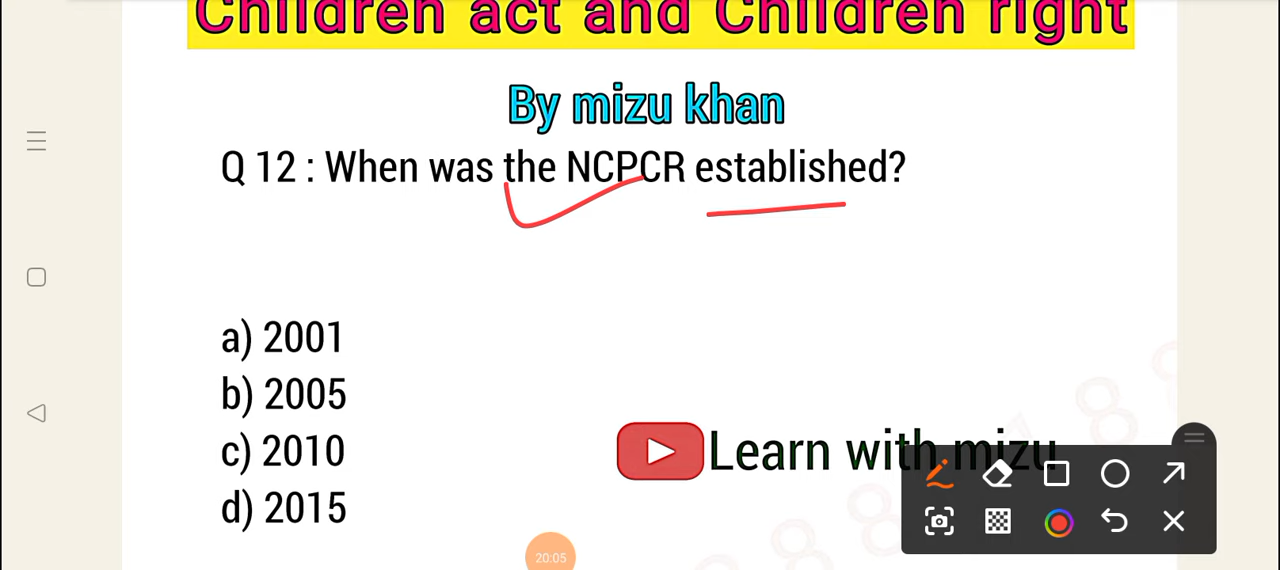 Children act and Children right
By mizu khan
Q 12 : When was the NCPCR established?
a) 2001
b) 2005
c) 2010
d) 2015
Learn with mizu
20:05